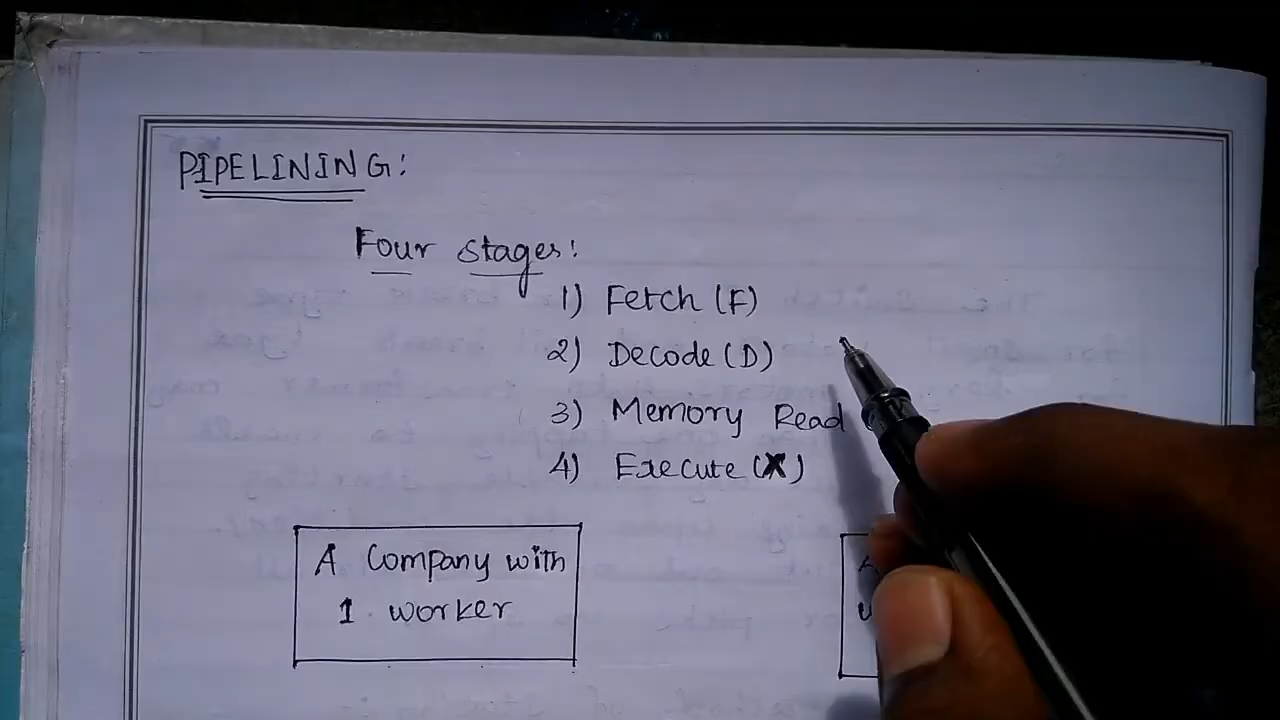 PIPELINING:
Four stages:
1) Fetch (F)
2) Decode (D)
3) Memory Read
4) Execute (X)
A Company with
1 worker
A